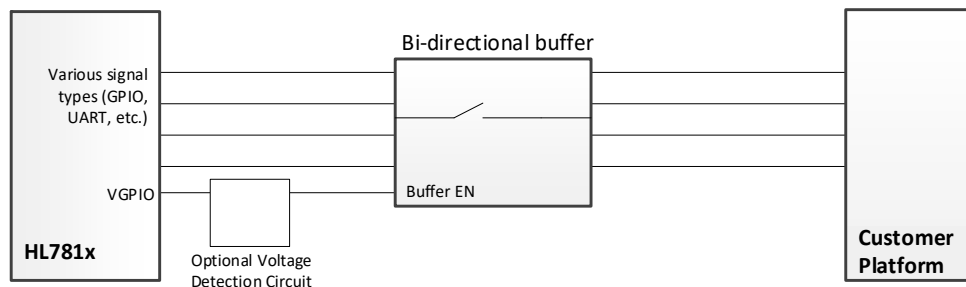 Bi-directional buffer
Various signal
types (GPIO,
UART, etc.)
VGPIO
Buffer EN
HL781x
Optional Voltage
Detection Circuit
Customer
Platform